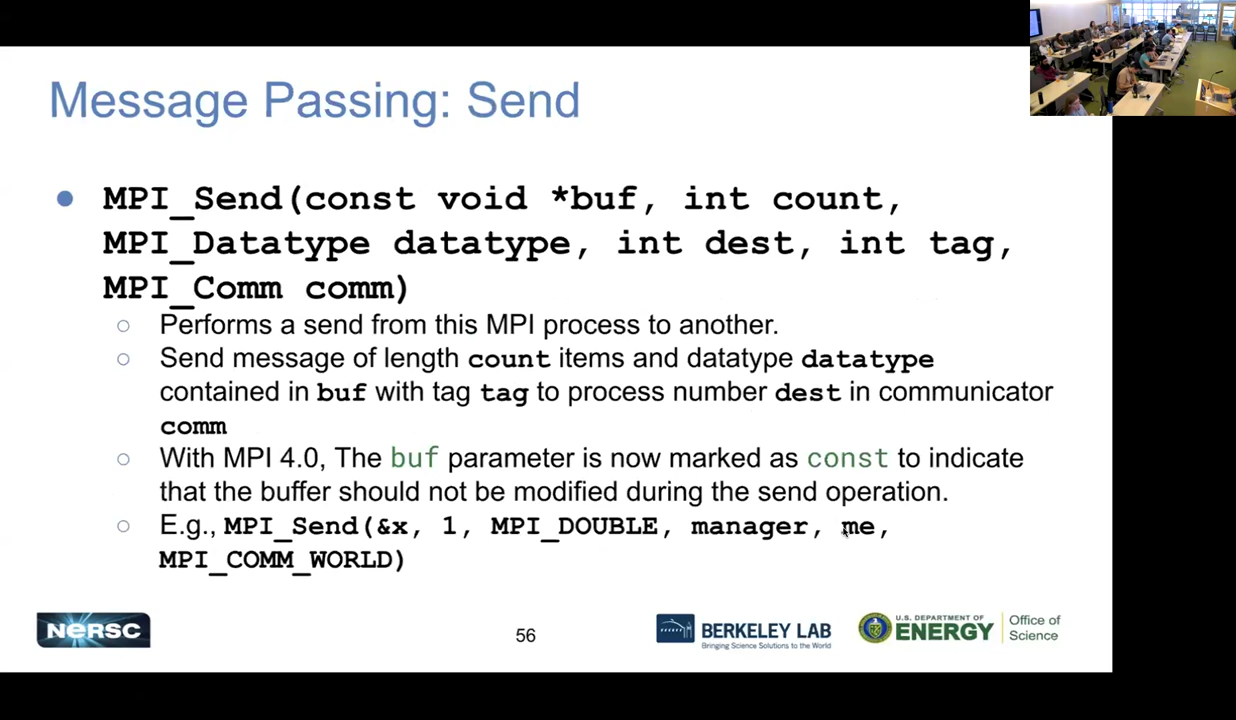 Message Passing: Send
● MPI_Send(const void *buf, int count,
MPI_Datatype datatype, int dest, int tag,
MPI_Comm comm)
○ Performs a send from this MPI process to another.
○ Send message of length count items and datatype datatype
contained in buf with tag tag to process number dest in communicator
comm
○ With MPI 4.0, The buf parameter is now marked as const to indicate
that the buffer should not be modified during the send operation.
○ E.g., MPI_Send(&x, 1, MPI_DOUBLE, manager, me,
MPI_COMM_WORLD)
NERSC
56
BERKELEY LAB
Bringing Science Solutions to the World
U.S. DEPARTMENT OF
ENERGY
Office of
Science